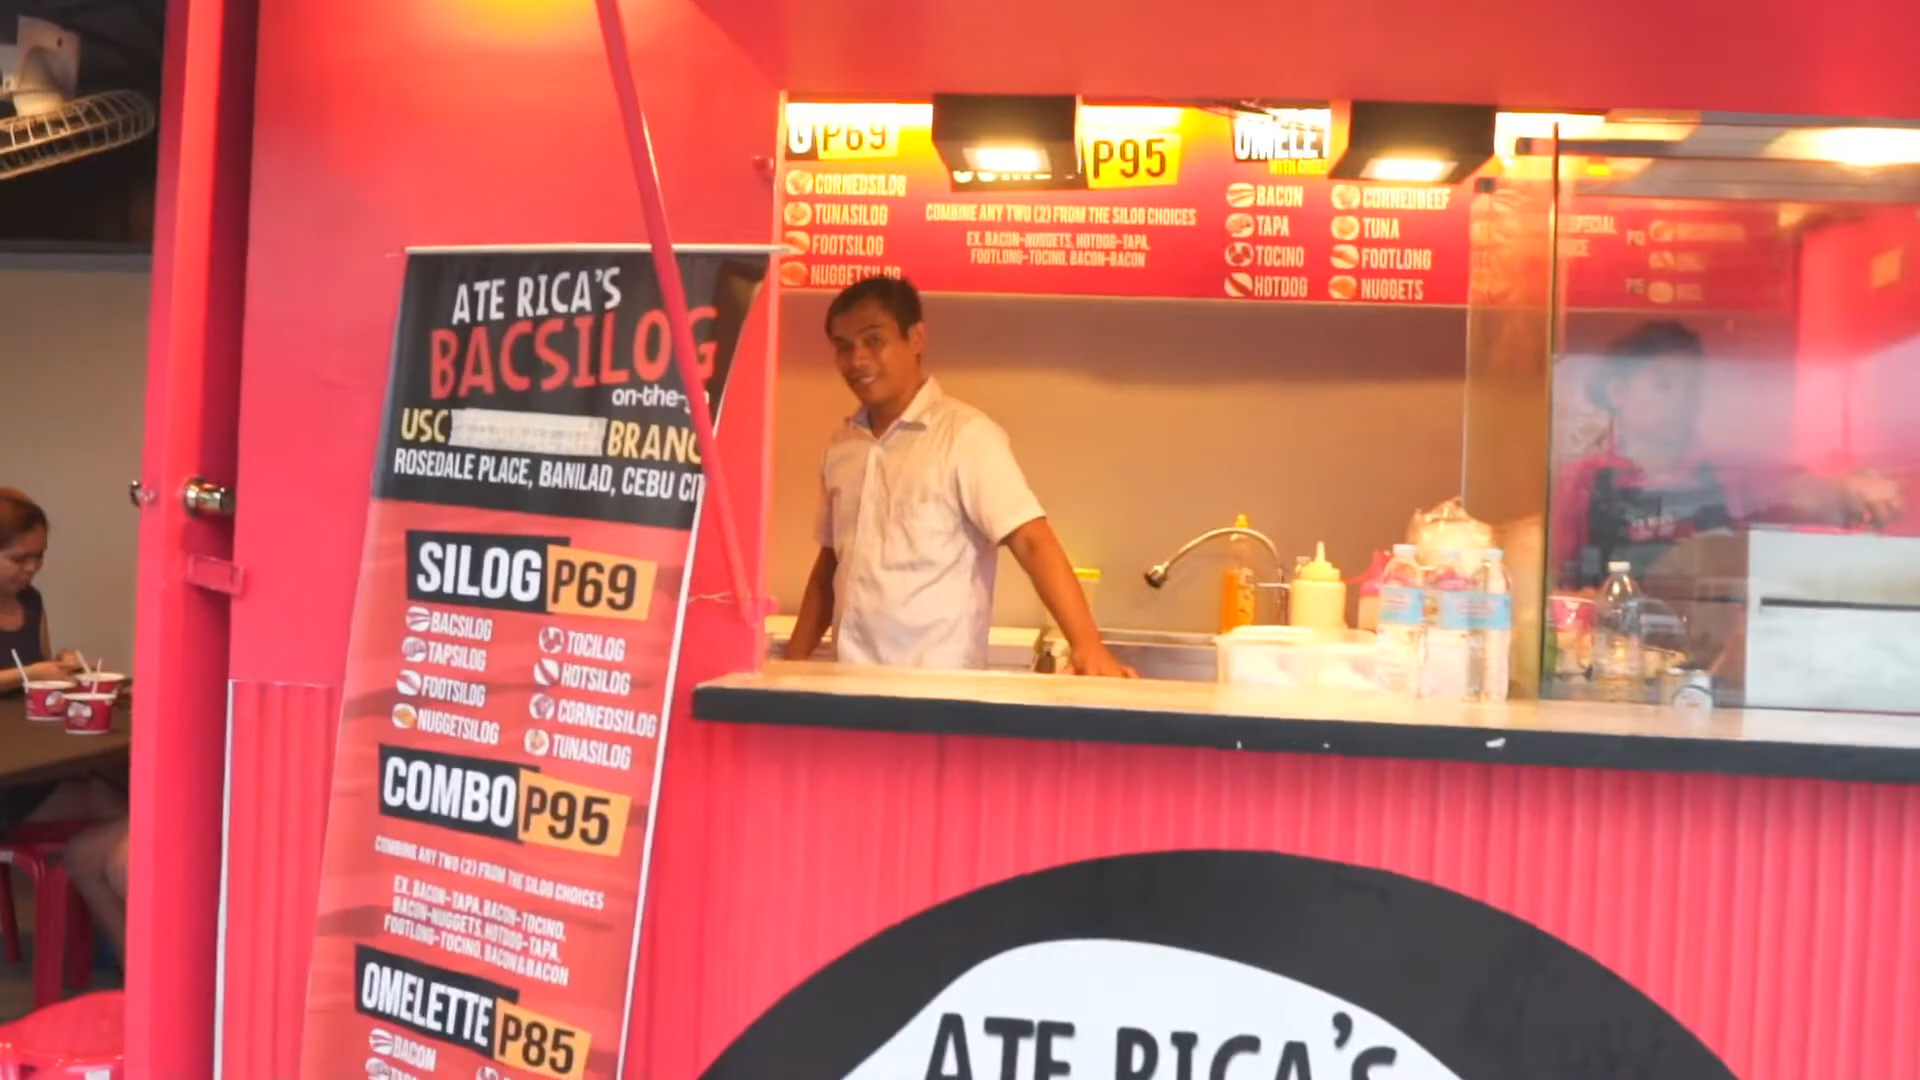 ATE RICA'S
BACSILOG
on-the-
USC
ROSEDALE PLACE, BANILAD, CEBU
SILOG P69
BACSILOG
TAPSILOG
FOOTSILOG
NUGGETSILOG
TOCILOG
HOTSILOG
CORNEDSILOG
TUNASILOG
COMBO P95
COMBINE ANY TWO (2) FROM THE SILOG CHOICES
EX. BACON-TAPA, BACON-TOCINO,
BACON-NUGGETS, HOTDOG-TAPA,
FOOTLONG-TOCINO, BACON&BACON
OMELETTE P85
BACON
P69
CORNEDSILOG
TUNASILOG
FOOTSILOG
NUGGETSILOG
P95
COMBINE ANY TWO (2) FROM THE SILOG CHOICES
EX. BACON-NUGGETS, HOTDOG-TAPA,
FOOTLONG-TOCINO, BACON-BACON
BACON
TAPA
TOCINO
HOTDOG
CORNEDBEEF
TUNA
FOOTLONG
NUGGETS
ATE RICA'S